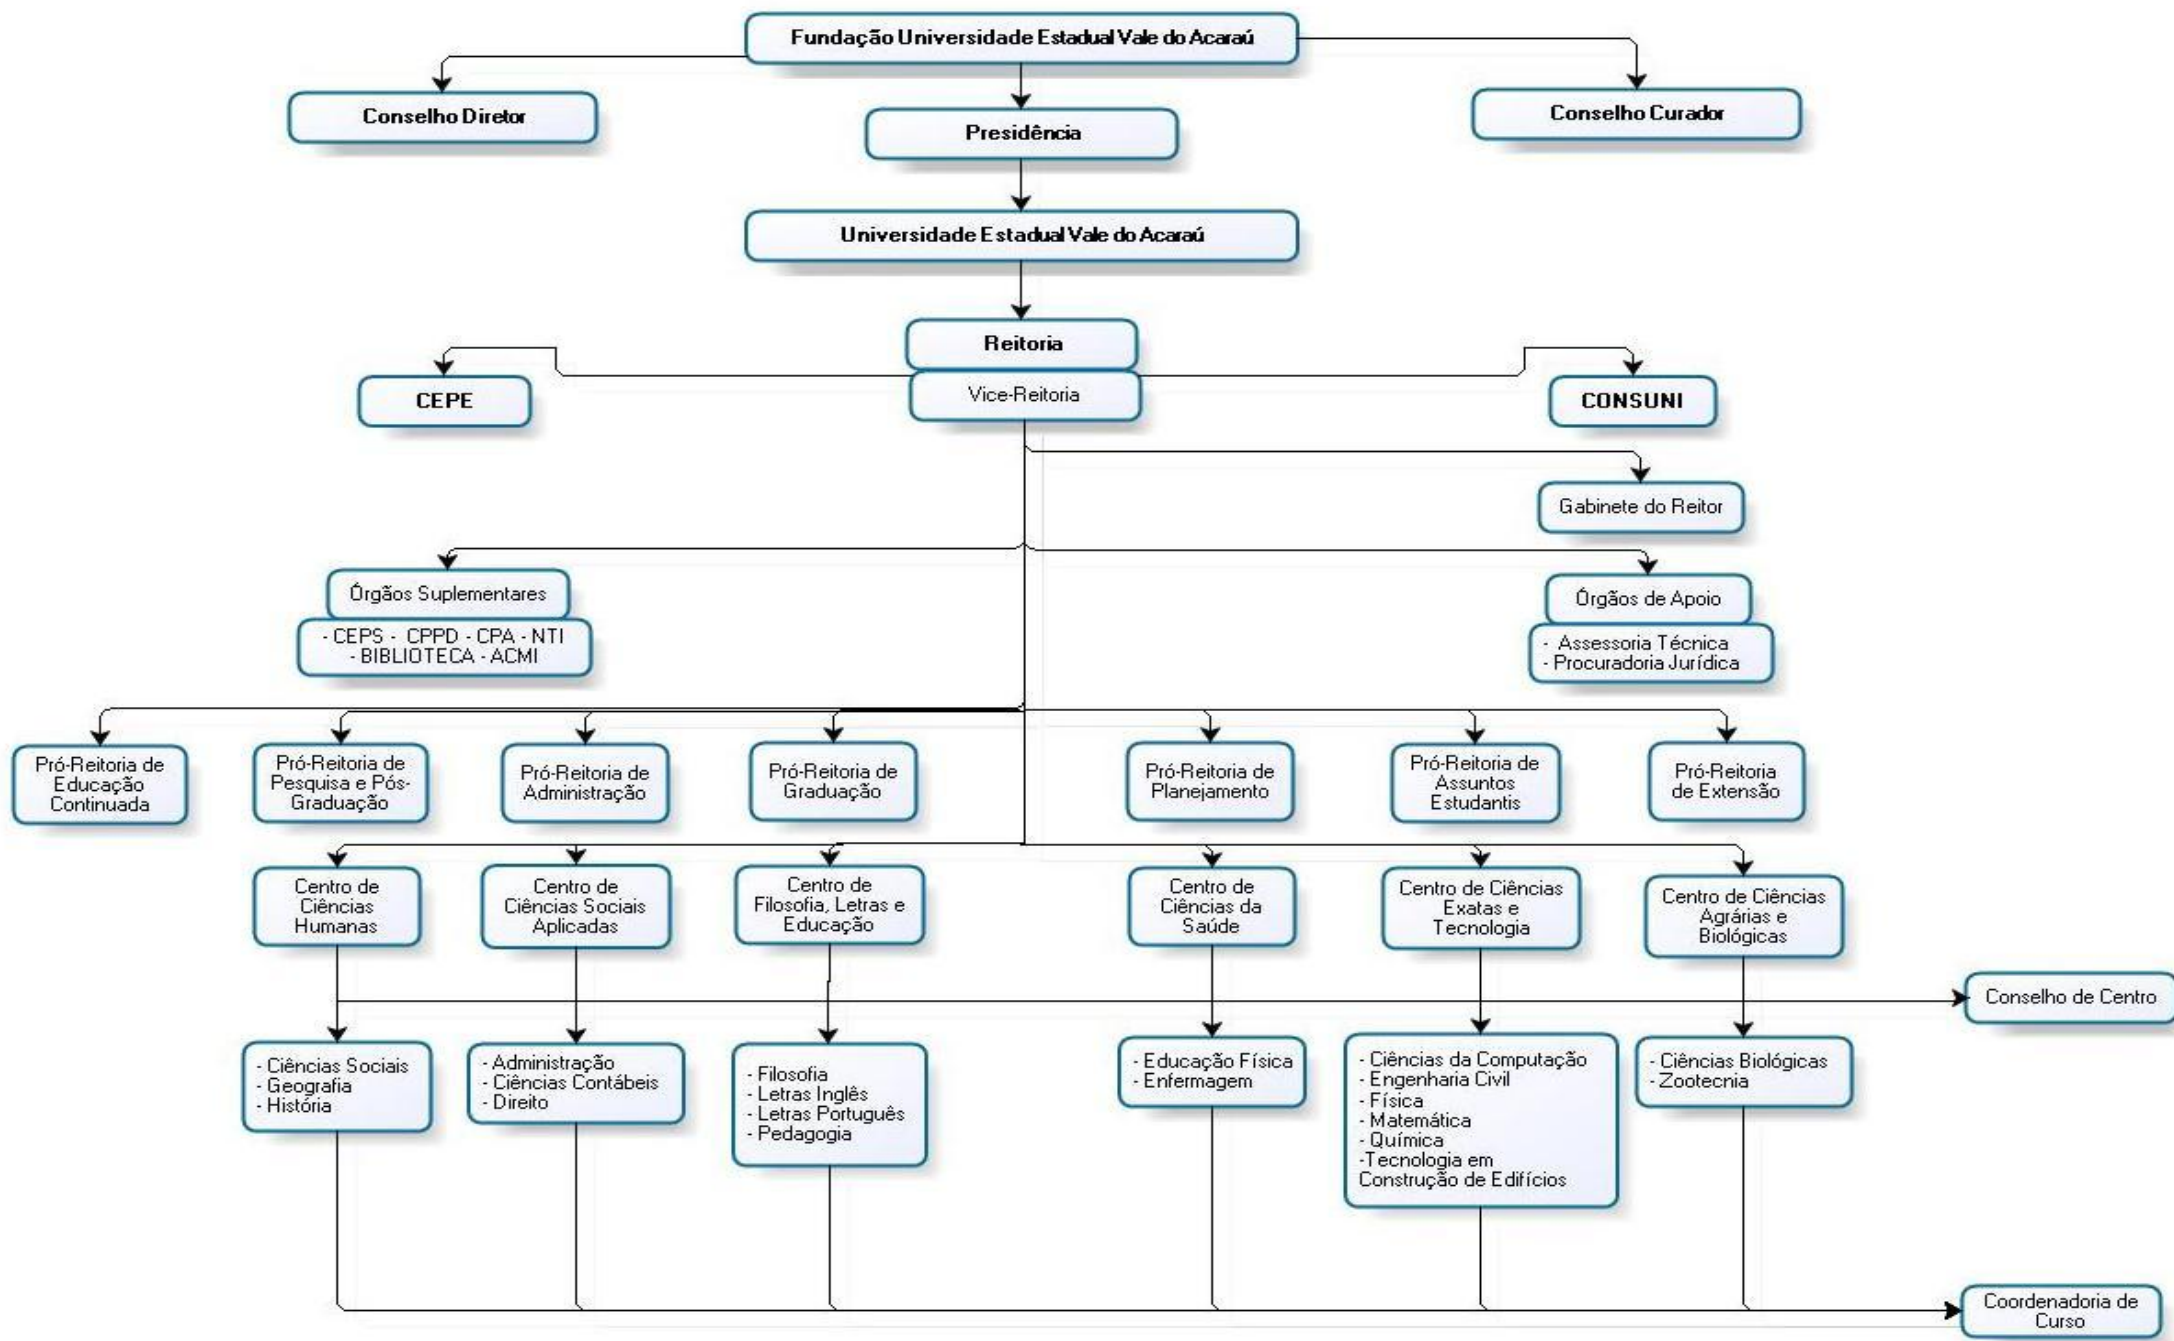 Fundação Universidade Estadual Vale do Acaraú
Conselho Diretor
Presidência
Conselho Curador
Universidade Estadual Vale do Acaraú
Reitoria
Vice-Reitoria
CEPE
CONSUNI
Gabinete do Reitor
Órgãos Suplementares
- CEPS - CPPD - CPA - NTI
- BIBLIOTECA - ACMI
Órgãos de Apoio
- Assessoria Técnica
- Procuradoria Jurídica
Pró-Reitoria de
Educação
Continuada
Pró-Reitoria de
Pesquisa e Pós-
Graduação
Pró-Reitoria de
Administração
Pró-Reitoria de
Graduação
Pró-Reitoria de
Planejamento
Pró-Reitoria de
Assuntos
Estudantis
Pró-Reitoria
de Extensão
Centro de
Ciências
Humanas
Centro de
Ciências Sociais
Aplicadas
Centro de
Filosofia, Letras e
Educação
Centro de
Ciências da
Saúde
Centro de Ciências
Exatas e
Tecnologia
Centro de Ciências
Agrárias e
Biológicas
Conselho de Centro
- Ciências Sociais
- Geografia
- História
- Administração
- Ciências Contábeis
- Direito
- Filosofia
- Letras Inglês
- Letras Português
- Pedagogia
- Educação Física
- Enfermagem
- Ciências da Computação
- Engenharia Civil
- Física
- Matemática
- Química
-Tecnologia em
Construção de Edifícios
- Ciências Biológicas
- Zootecnia
Coordenadoria de
Curso